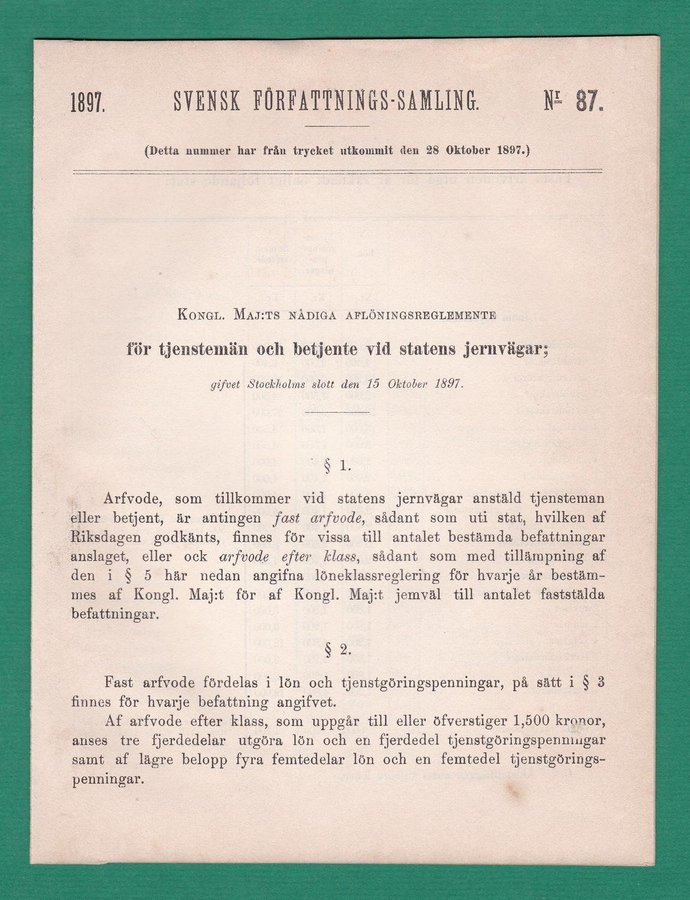 1897. SVENSK FÖRFATTNINGS-SAMLING. Nr 87.
(Detta nummer har från trycket utkommit den 28 Oktober 1897.)
KONGL. MAJ:TS NÅDIGA AFLÖNINGSREGLEMENTE
för tjenstemän och betjente vid statens jernvägar;
gifvet Stockholms slott den 15 Oktober 1897.
§ 1.
Arfvode, som tillkommer vid statens jernvägar anstäld tjensteman
eller betjent, är antingen fast arfvode, sådant som uti stat, hvilken af
Riksdagen godkänts, finnes för vissa till antalet bestämda befattningar
anslaget, eller ock arfvode efter klass, sådant som med tillämpning af
den i § 5 här nedan angifna löneklassreglering för hvarje år bestäm-
mes af Kongl. Maj:t för af Kongl. Maj:t jemväl till antalet faststälda
befattningar.
§ 2.
Fast arfvode fördelas i lön och tjenstgöringspenningar, på sätt i § 3
finnes för hvarje befattning angifvet.
Af arfvode efter klass, som uppgår till eller öfverstiger 1,500 kronor,
anses tre fjerdedelar utgöra lön och en fjerdedel tjenstgöringspenningar
samt af lägre belopp fyra femtedelar lön och en femtedel tjenstgörings-
penningar.